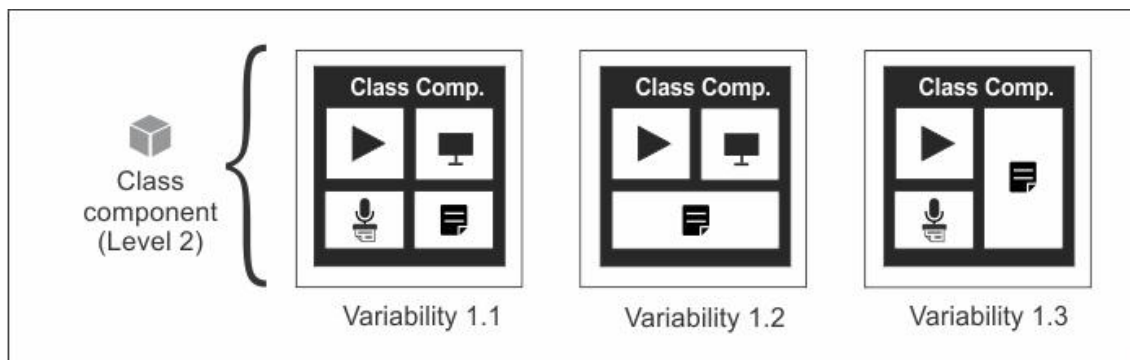 Class
component
(Level 2)
Class Comp.
Variability 1.1
Class Comp.
Variability 1.2
Class Comp.
Variability 1.3